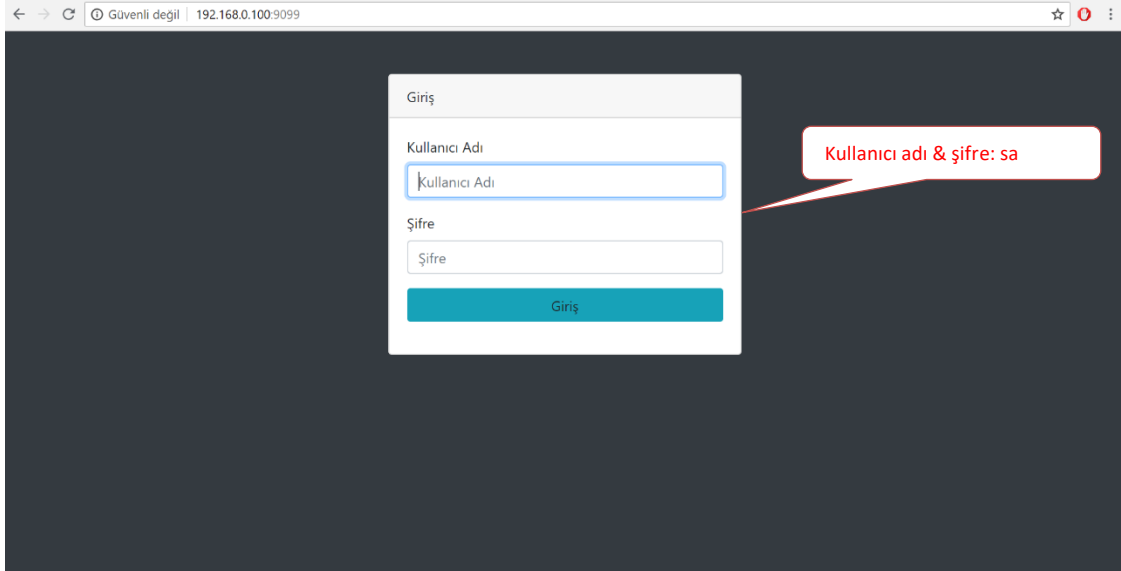 Güvenli değil 192.168.0.100:9099
Giriş
Kullanıcı Adı
Kullanıcı Adı
Kullanıcı adı & şifre: sa
Şifre
Şifre
Giriş